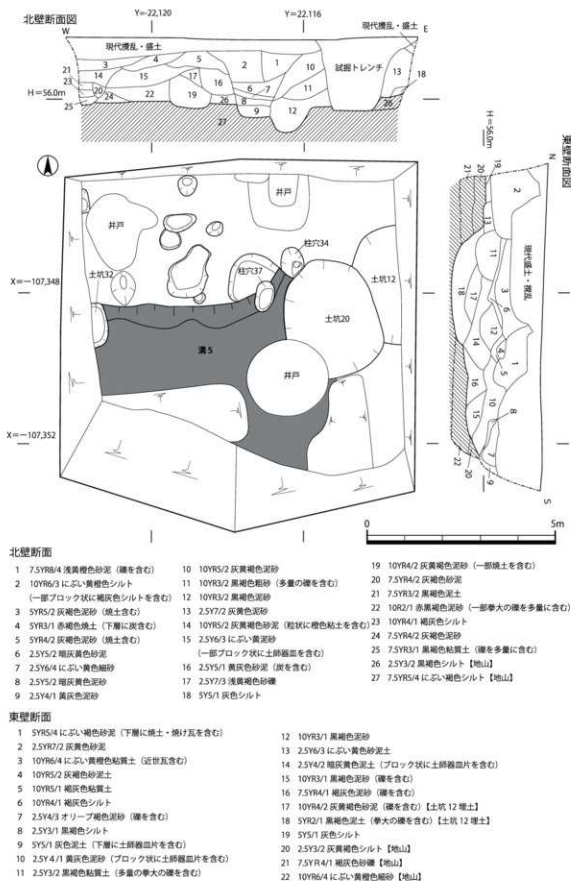 北壁断面図
Y=-22,120
Y=22,116
W
現代攪乱・盛土
E
現代攪乱・盛土
試掘トレンチ
H=56.0m
1
2
3
4
5
6
7
8
9
10
11
12
13
14
15
16
17
18
19
20
21
22
23
24
25
26
26
27
東壁断面図
H=56.0m
N
現代盛土・攪乱
S
井戸
井戸
柱穴34
柱穴37
土坑32
土坑12
土坑20
溝5
井戸
X=-107,348
X=-107,352
0
5m
北壁断面
1 7.5YR8/4 浅黄橙色砂泥(礫を含む)
2 10YR6/3 にぶい黄橙色シルト
(一部ブロック状に褐灰色シルトを含む)
3 5YR5/2 灰褐色砂泥(焼土含む)
4 5YR3/1 赤褐色焼土(下層に炭含む)
5 5YR4/2 灰褐色砂泥(焼土含む)
6 2.5Y5/2 暗灰黄色泥砂
7 2.5Y6/4 にぶい黄色細砂
8 2.5Y5/2 暗黄色泥砂
9 2.5Y4/1 黄灰色泥砂
10 10YR5/2 灰黄褐色砂泥
11 10YR3/2 黒褐色粗砂(多量の礫を含む)
12 10YR3/2 黒褐色泥砂
13 2.5Y7/2 灰黄色泥砂
14 10YR5/2 灰黄褐色砂泥(粒状に橙色粘土を含む)
15 2.5Y6/3 にぶい黄泥砂
(一部ブロック状に土師器皿を含む)
16 2.5Y5/1 黄灰色砂泥(炭を含む)
17 2.5Y7/3 浅黄褐色砂礫
18 5Y5/1 灰色シルト
19 10YR4/2 灰黄褐色泥砂(一部焼土を含む)
20 7.5YR4/2 灰褐色砂泥
21 7.5YR3/2 黒褐色泥土
22 10R2/1 赤黒褐色泥砂(一部拳大の礫を多量に含む)
23 10YR4/1 褐灰色シルト
24 7.5YR4/2 灰褐色泥砂
25 7.5YR3/1 黒褐色粘質土(礫を多量に含む)
26 2.5Y3/2 黒褐色シルト【地山】
27 7.5YR5/4 にぶい褐色シルト【地山】
東壁断面
1 5YR5/4 にぶい褐色砂泥(下層に焼土・焼け瓦を含む)
2 2.5YR7/2 灰黄色砂泥
3 10YR6/4 にぶい黄橙色粘質土(近世瓦含む)
4 10YR5/2 灰褐色砂泥土
5 10YR5/1 褐灰色粘質土
6 10YR4/1 褐灰色シルト
7 2.5Y4/3 オリーブ褐色泥砂(礫を含む)
8 2.5Y3/1 黒褐色シルト
9 5Y5/1 灰色泥土(下層に土師器皿片を含む)
10 2.5Y4/1 黄灰色泥砂(ブロック状に土師器皿片を含む)
11 2.5Y3/2 黒褐色粘質土(多量の拳大の礫を含む)
12 10YR3/1 黒褐色泥砂
13 2.5Y6/3 にぶい黄色砂泥土
14 2.5Y4/2 暗灰黄色泥土(ブロック状に土師器皿片を含む)
15 10YR3/1 黒褐色泥砂(礫を含む)
16 7.5YR4/1 褐灰色砂泥(礫を含む)
17 10YR4/2 灰黄褐色砂泥(礫を含む)【土坑12埋土】
18 5YR2/1 黒褐色泥土(拳大の礫を含む)【土坑12埋土】
19 5Y5/1 灰色シルト
20 2.5Y3/2 灰黄褐色シルト【地山】
21 7.5YR4/1 褐灰色砂礫【地山】
22 10YR6/4 にぶい黄橙色細砂【地山】